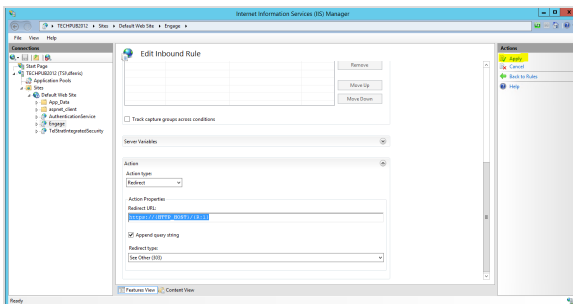 Internet Information Services (IIS) Manager
TECHPUB2012 ▸ Sites ▸ Default Web Site ▸ Engage ▸
File View Help
Connections
Start Page
TECHPUB2012 (TSI\dferris)
Application Pools
Sites
Default Web Site
App_Data
aspnet_client
AuthenticationService
Engage
TelStratIntegratedSecurity
Edit Inbound Rule
Remove
Move Up
Move Down
Track capture groups across conditions
Server Variables
Action
Action type:
Redirect
Action Properties
Redirect URL:
https://{HTTP_HOST}/{R:1}
Append query string
Redirect type:
See Other (303)
Features View Content View
Actions
Apply
Cancel
Back to Rules
Help
Ready